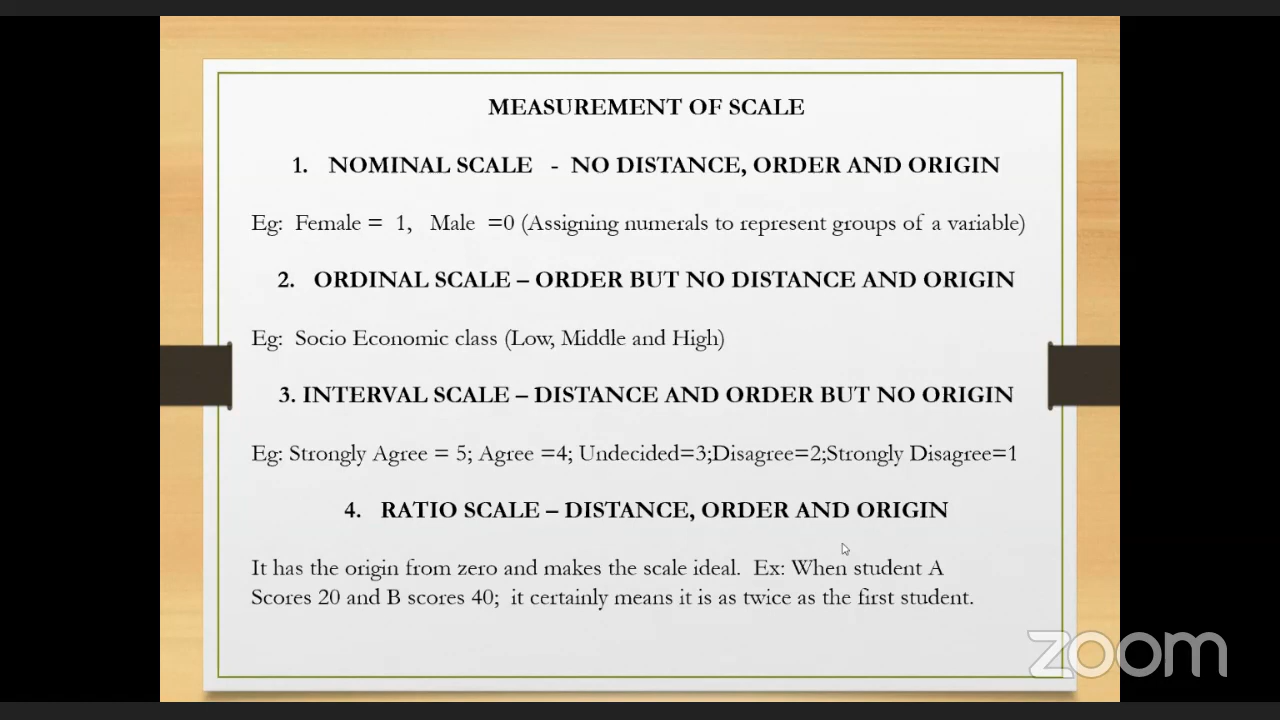 MEASUREMENT OF SCALE
1. NOMINAL SCALE - NO DISTANCE, ORDER AND ORIGIN
Eg: Female = 1, Male =0 (Assigning numerals to represent groups of a variable)
2. ORDINAL SCALE – ORDER BUT NO DISTANCE AND ORIGIN
Eg: Socio Economic class (Low, Middle and High)
3. INTERVAL SCALE – DISTANCE AND ORDER BUT NO ORIGIN
Eg: Strongly Agree = 5; Agree =4; Undecided=3;Disagree=2;Strongly Disagree=1
4. RATIO SCALE – DISTANCE, ORDER AND ORIGIN
It has the origin from zero and makes the scale ideal. Ex: When student A
Scores 20 and B scores 40; it certainly means it is as twice as the first student.
zoom